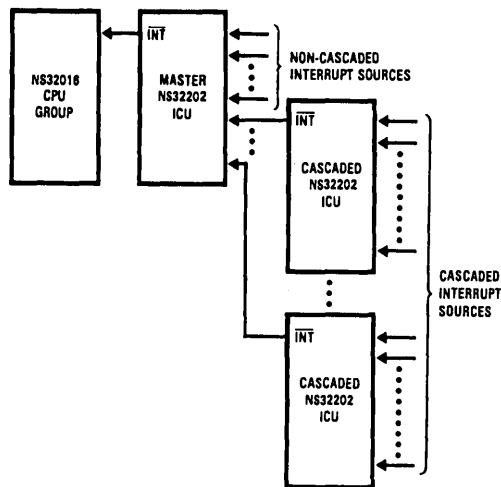 NS32016
CPU
GROUP
INT
MASTER
NS32202
ICU
NON-CASCADED
INTERRUPT SOURCES
INT
CASCADED
NS32202
ICU
CASCADED
INTERRUPT
SOURCES
INT
CASCADED
NS32202
ICU